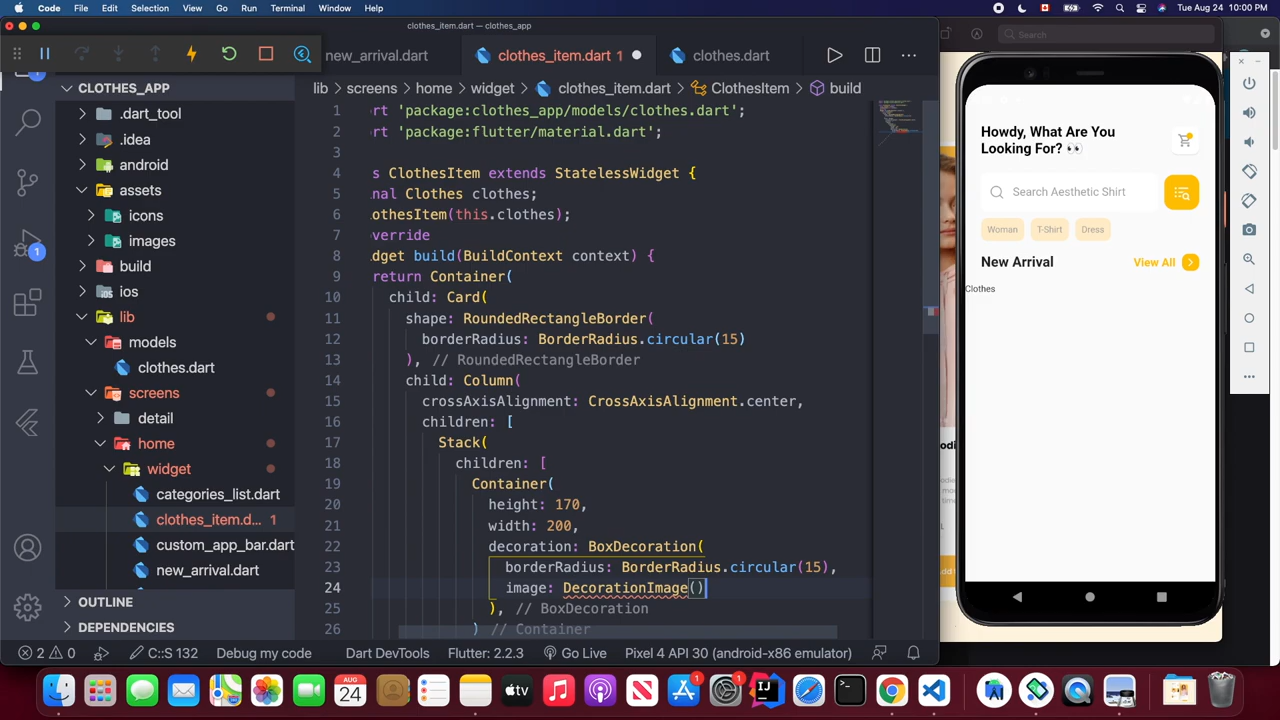 Code File Edit Selection View Go Run Terminal Window Help
Tue Aug 24 10:00 PM
clothes_item.dart — clothes_app
Search
new_arrival.dart
clothes_item.dart 1
clothes.dart
CLOTHES_APP
lib > screens > home > widget > clothes_item.dart > ClothesItem > build
.dart_tool
.idea
android
assets
icons
images
build
ios
lib
models
clothes.dart
screens
detail
home
widget
categories_list.dart
clothes_item.d... 1
custom_app_bar.dart
new_arrival.dart
OUTLINE
DEPENDENCIES
1
1 rt 'package:clothes_app/models/clothes.dart';
2 rt 'package:flutter/material.dart';
3
4 s ClothesItem extends StatelessWidget {
5 nal Clothes clothes;
6 othesItem(this.clothes);
7 verride
8 dget build(BuildContext context) {
9 return Container(
10 child: Card(
11 shape: RoundedRectangleBorder(
12 borderRadius: BorderRadius.circular(15)
13 ), // RoundedRectangleBorder
14 child: Column(
15 crossAxisAlignment: CrossAxisAlignment.center,
16 children: [
17 Stack(
18 children: [
19 Container(
20 height: 170,
21 width: 200,
22 decoration: BoxDecoration(
23 borderRadius: BorderRadius.circular(15),
24 image: DecorationImage()
25 ), // BoxDecoration
26 ) // Container
2 0
C::S 132
Debug my code
Dart DevTools
Flutter: 2.2.3
Go Live
Pixel 4 API 30 (android-x86 emulator)
Howdy, What Are You
Looking For? 👀
Search Aesthetic Shirt
Woman
T-Shirt
Dress
New Arrival
View All
Clothes
AUG
24
tv
1
1
IJ